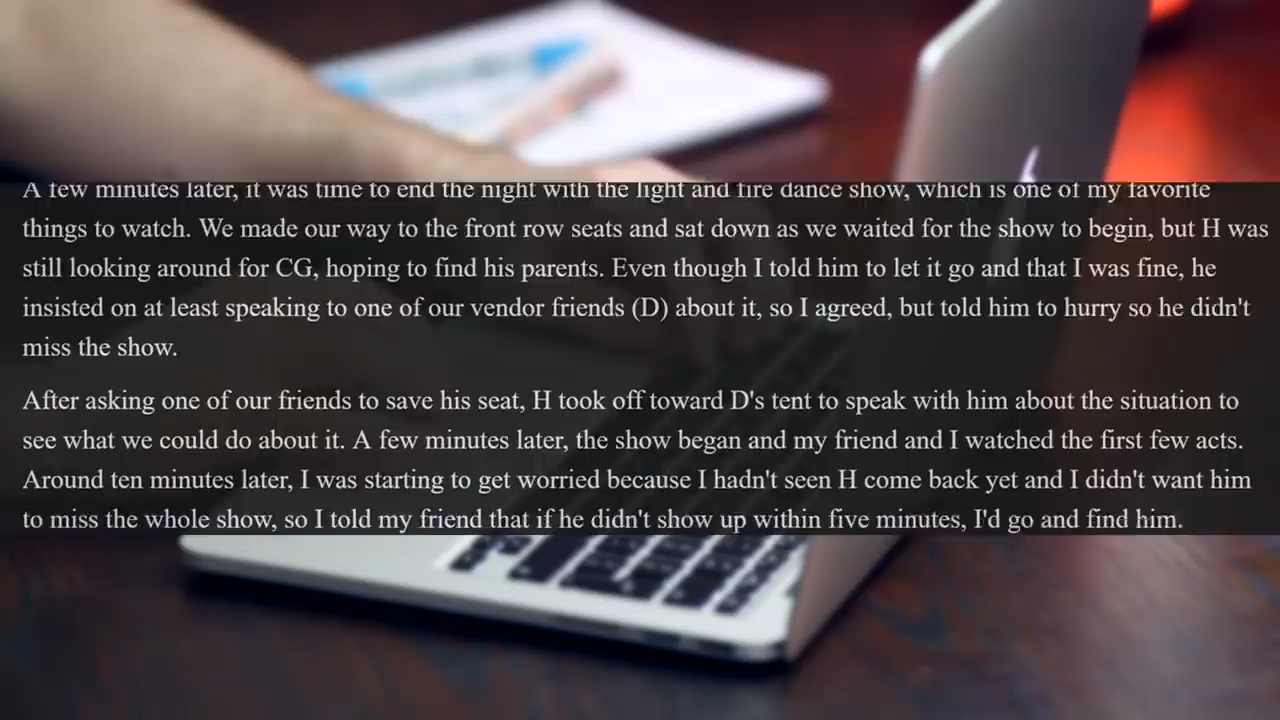 A few minutes later, it was time to end the night with the light and fire dance show, which is one of my favorite
things to watch. We made our way to the front row seats and sat down as we waited for the show to begin, but H was
still looking around for CG, hoping to find his parents. Even though I told him to let it go and that I was fine, he
insisted on at least speaking to one of our vendor friends (D) about it, so I agreed, but told him to hurry so he didn't
miss the show.
After asking one of our friends to save his seat, H took off toward D's tent to speak with him about the situation to
see what we could do about it. A few minutes later, the show began and my friend and I watched the first few acts.
Around ten minutes later, I was starting to get worried because I hadn't seen H come back yet and I didn't want him
to miss the whole show, so I told my friend that if he didn't show up within five minutes, I'd go and find him.